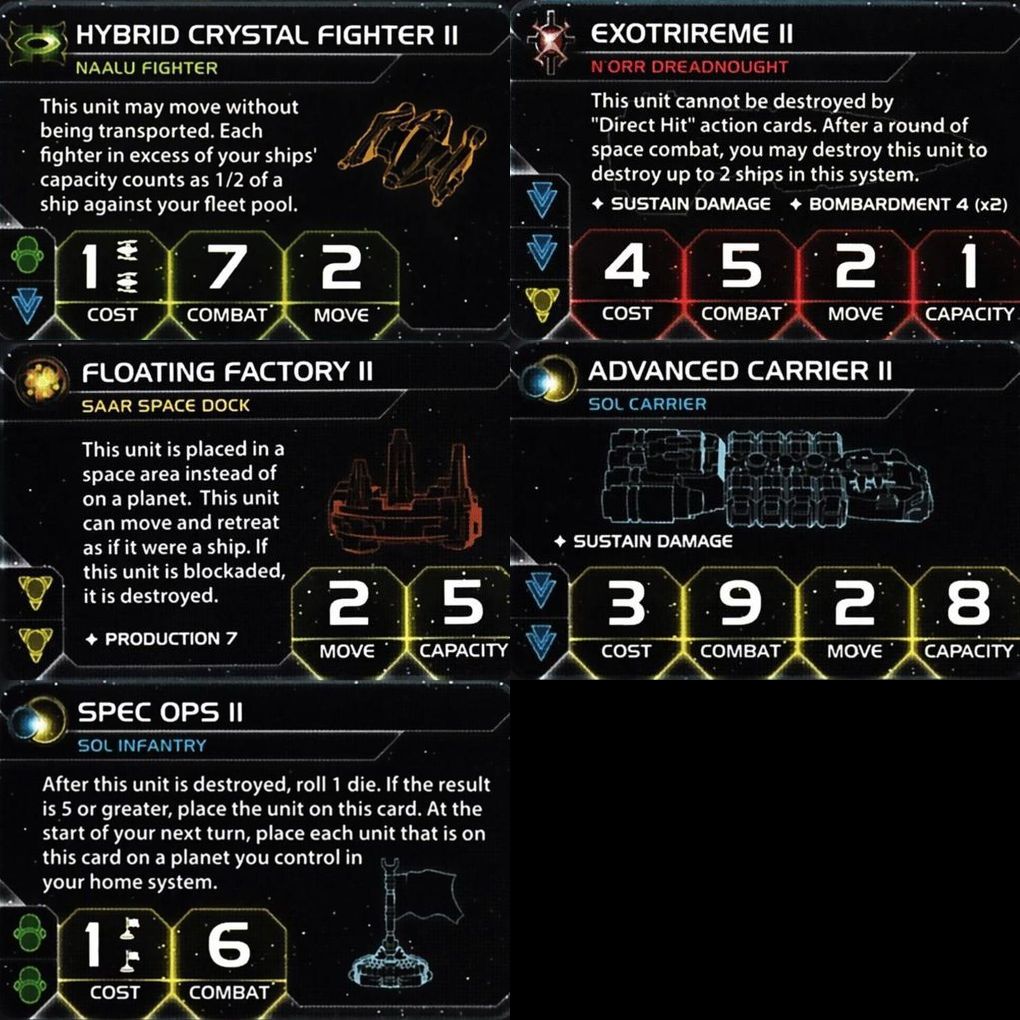 HYBRID CRYSTAL FIGHTER II
NAALU FIGHTER
This unit may move without
being transported. Each
fighter in excess of your ships'
capacity counts as 1/2 of a
ship against your fleet pool.
1 7 2
COST COMBAT MOVE
EXOTRIREME II
N'ORR DREADNOUGHT
This unit cannot be destroyed by
"Direct Hit" action cards. After a round of
space combat, you may destroy this unit to
destroy up to 2 ships in this system.
SUSTAIN DAMAGE BOMBARDMENT 4 (x2)
4 5 2 1
COST COMBAT MOVE CAPACITY
FLOATING FACTORY II
SAAR SPACE DOCK
This unit is placed in a
space area instead of
on a planet. This unit
can move and retreat
as if it were a ship. If
this unit is blockaded,
it is destroyed.
PRODUCTION 7
2 5
MOVE CAPACITY
ADVANCED CARRIER II
SOL CARRIER
SUSTAIN DAMAGE
3 9 2 8
COST COMBAT MOVE CAPACITY
SPEC OPS II
SOL INFANTRY
After this unit is destroyed, roll 1 die. If the result
is 5 or greater, place the unit on this card. At the
start of your next turn, place each unit that is on
this card on a planet you control in
your home system.
1 6
COST COMBAT